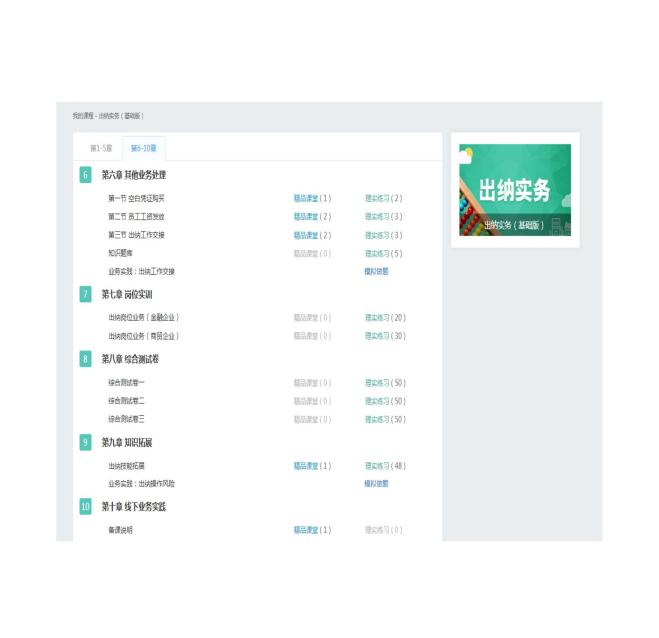 我的课程 - 出纳实务（基础版）
第1-5章 第6-10章
6 第六章 其他业务处理
第一节 空白凭证购买 精品课堂(1) 理实练习(2)
第二节 员工工资发放 精品课堂(2) 理实练习(3)
第三节 出纳工作交接 精品课堂(2) 理实练习(3)
知识题库 精品课堂(0) 理实练习(5)
业务实践：出纳工作交接 模拟做题
7 第七章 岗位实训
出纳岗位业务（金融企业） 精品课堂(0) 理实练习(20)
出纳岗位业务（商贸企业） 精品课堂(0) 理实练习(30)
8 第八章 综合测试卷
综合测试卷一 精品课堂(0) 理实练习(50)
综合测试卷二 精品课堂(0) 理实练习(50)
综合测试卷三 精品课堂(0) 理实练习(50)
9 第九章 知识拓展
出纳技能拓展 精品课堂(1) 理实练习(48)
业务实践：出纳操作风险 模拟做题
10 第十章 线下业务实践
备课说明 精品课堂(1) 理实练习(0)
出纳实务
出纳实务（基础版）